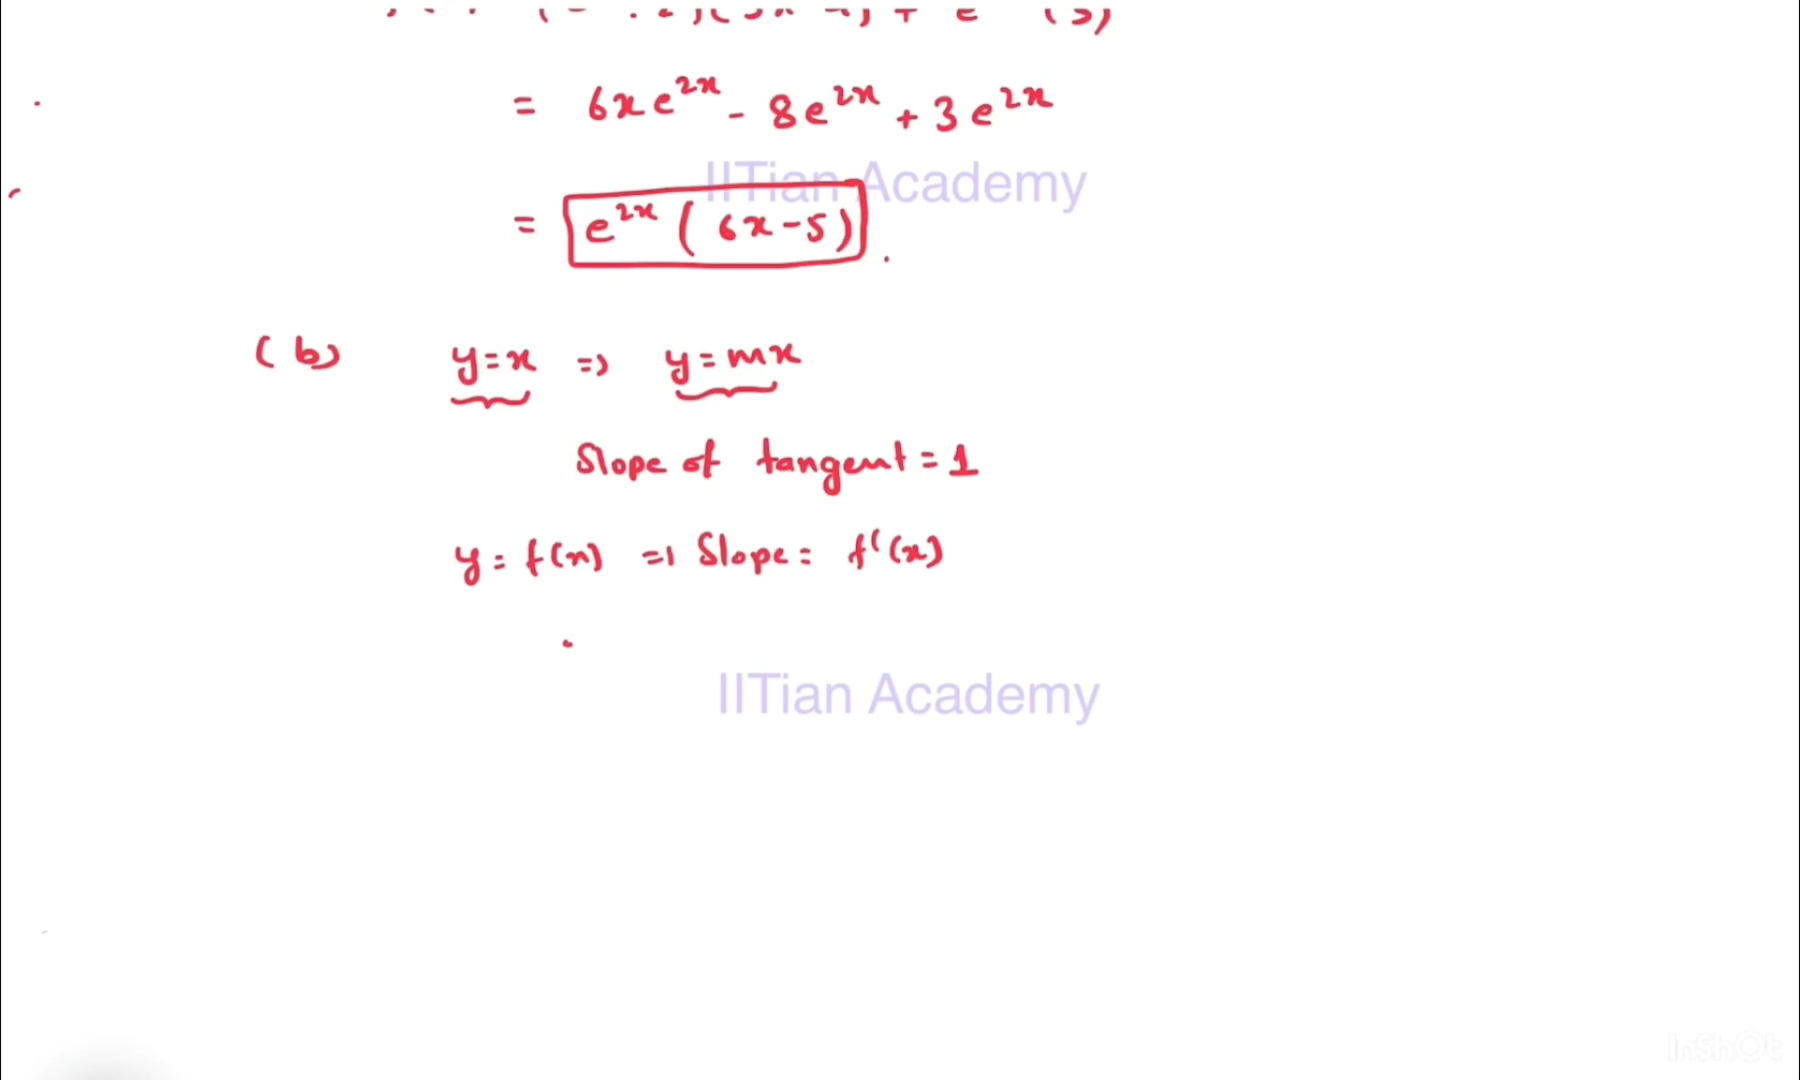 = 6xe^{2x} - 8e^{2x} + 3e^{2x}
IITian Academy
= e^{2x} ( 6x-5) .
(b) y=x => y=mx
Slope of tangent = 1
y = f(x) => Slope = f'(x)
IITian Academy
InShOt